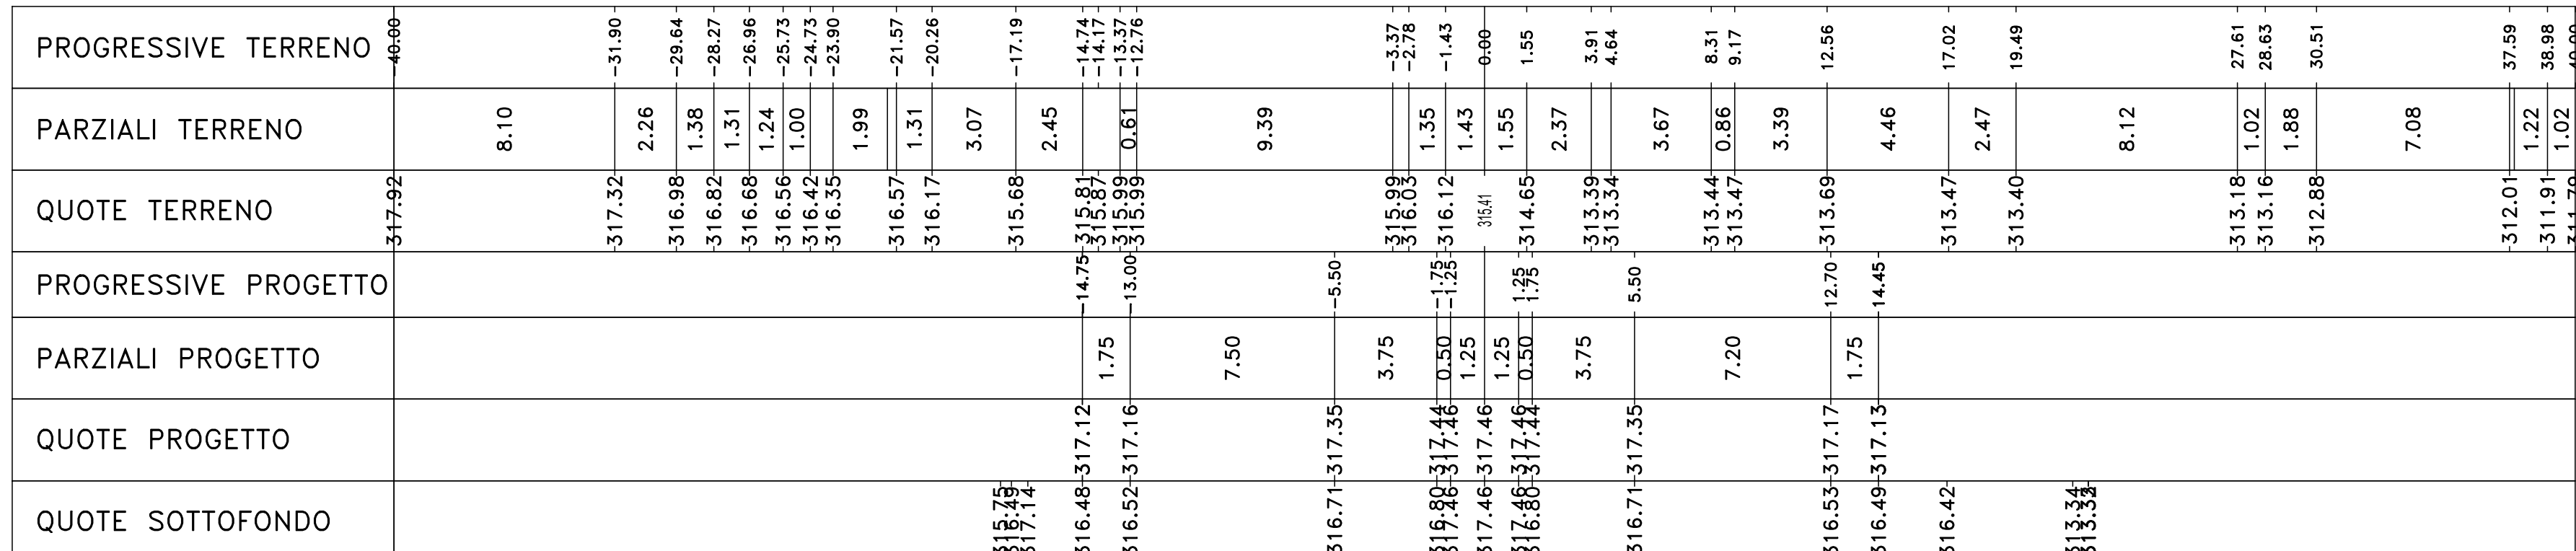 PROGRESSIVE TERRENO -40.00 -31.90 -29.64 -28.27 -26.96 -25.73 -24.73 -23.90 -21.57 -20.26 -17.19 -14.74 -14.17 -13.37 -12.76 -3.37 -2.78 -1.43 0.00 1.55 3.91 4.64 8.31 9.17 12.56 17.02 19.49 27.61 28.63 30.51 37.59 38.98
PARZIALI TERRENO 8.10 2.26 1.38 1.31 1.24 1.00 1.99 1.31 3.07 2.45 0.61 9.39 1.35 1.43 1.55 2.37 3.67 0.86 3.39 4.46 2.47 8.12 1.02 1.88 7.08 1.22 1.02
QUOTE TERRENO 317.92 317.32 316.98 316.82 316.68 316.56 316.42 316.35 316.57 316.17 315.68 315.81 315.87 315.99 315.99 315.99 316.03 316.12 315.41 314.65 313.39 313.34 313.44 313.47 313.69 313.47 313.40 313.18 313.16 312.88 312.01 311.91
PROGRESSIVE PROGETTO -14.75 -13.00 -5.50 -1.75 -1.25 1.25 1.75 5.50 12.70 14.45
PARZIALI PROGETTO 1.75 7.50 3.75 0.50 1.25 1.25 0.50 3.75 7.20 1.75
QUOTE PROGETTO 317.12 317.16 317.35 317.44 317.46 317.46 317.46 317.44 317.35 317.17 317.13
QUOTE SOTTOFONDO 315.75 316.49 317.14 316.48 316.52 316.71 316.80 317.46 317.46 317.46 316.80 316.71 316.53 316.49 316.42 313.34